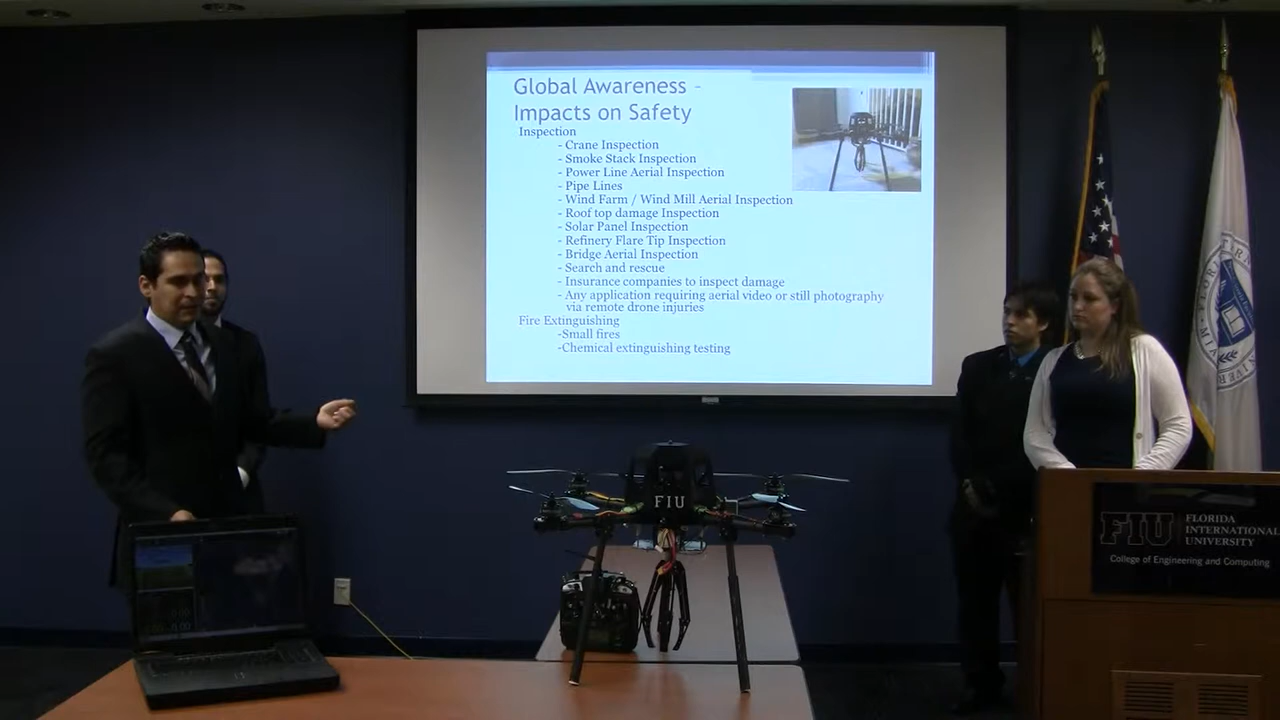 Global Awareness –
Impacts on Safety
Inspection
- Crane Inspection
- Smoke Stack Inspection
- Power Line Aerial Inspection
- Pipe Lines
- Wind Farm / Wind Mill Aerial Inspection
- Roof top damage Inspection
- Solar Panel Inspection
- Refinery Flare Tip Inspection
- Bridge Aerial Inspection
- Search and rescue
- Insurance companies to inspect damage
- Any application requiring aerial video or still photography
via remote drone injuries
Fire Extinguishing
-Small fires
-Chemical extinguishing testing
FIU
FIU
FLORIDA
INTERNATIONAL
UNIVERSITY
College of Engineering and Computing